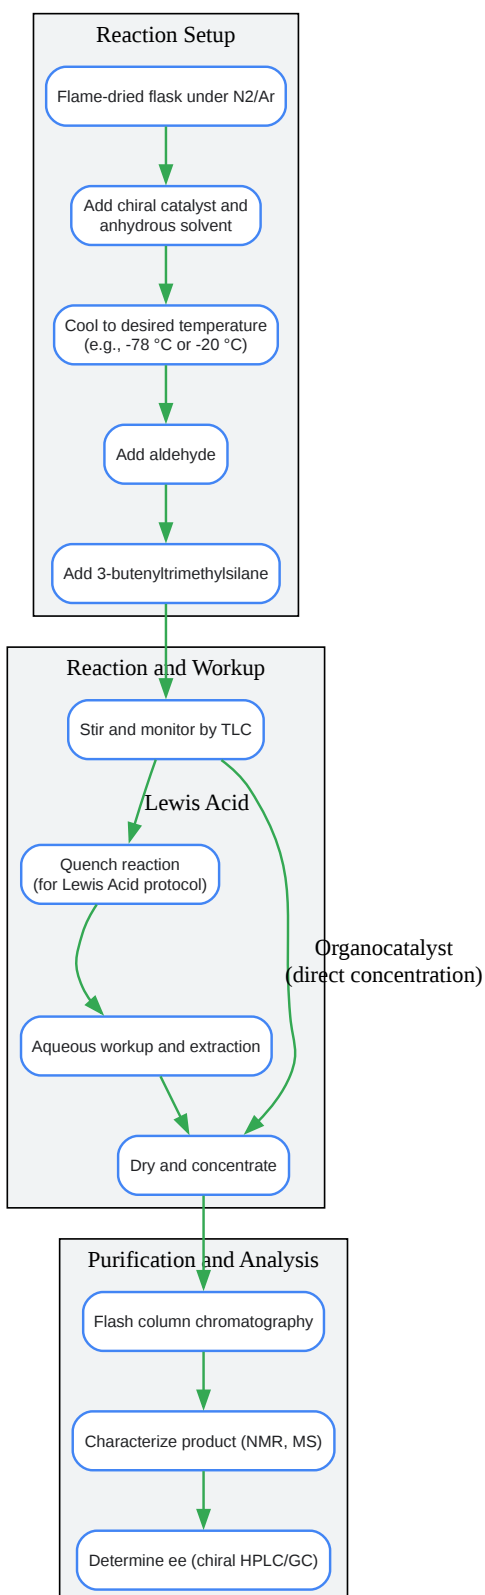 Reaction Setup
Flame-dried flask under N2/Ar
Add chiral catalyst and
anhydrous solvent
Cool to desired temperature
(e.g., -78 °C or -20 °C)
Add aldehyde
Add 3-butenyltrimethylsilane
Reaction and Workup
Stir and monitor by TLC
Lewis Acid
Quench reaction
(for Lewis Acid protocol)
Organocatalyst
(direct concentration)
Aqueous workup and extraction
Dry and concentrate
Purification and Analysis
Flash column chromatography
Characterize product (NMR, MS)
Determine ee (chiral HPLC/GC)